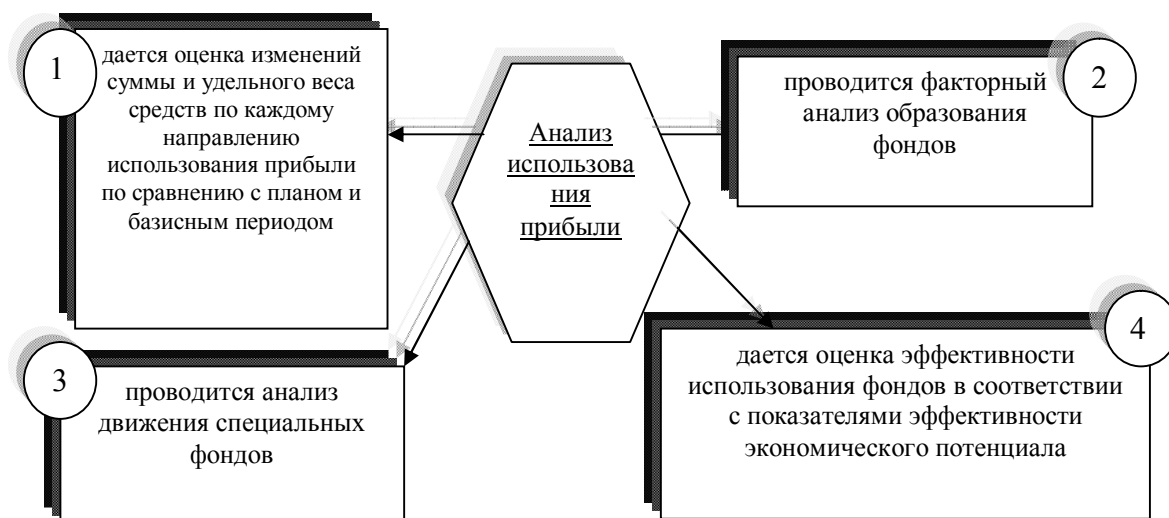 1
дается оценка изменений
суммы и удельного веса
средств по каждому
направлению
использования прибыли
по сравнению с планом и
базисным периодом
Анализ
использова
ния
прибыли
2
проводится факторный
анализ образования
фондов
3
проводится анализ
движения специальных
фондов
4
дается оценка эффективности
использования фондов в соответствии
с показателями эффективности
экономического потенциала